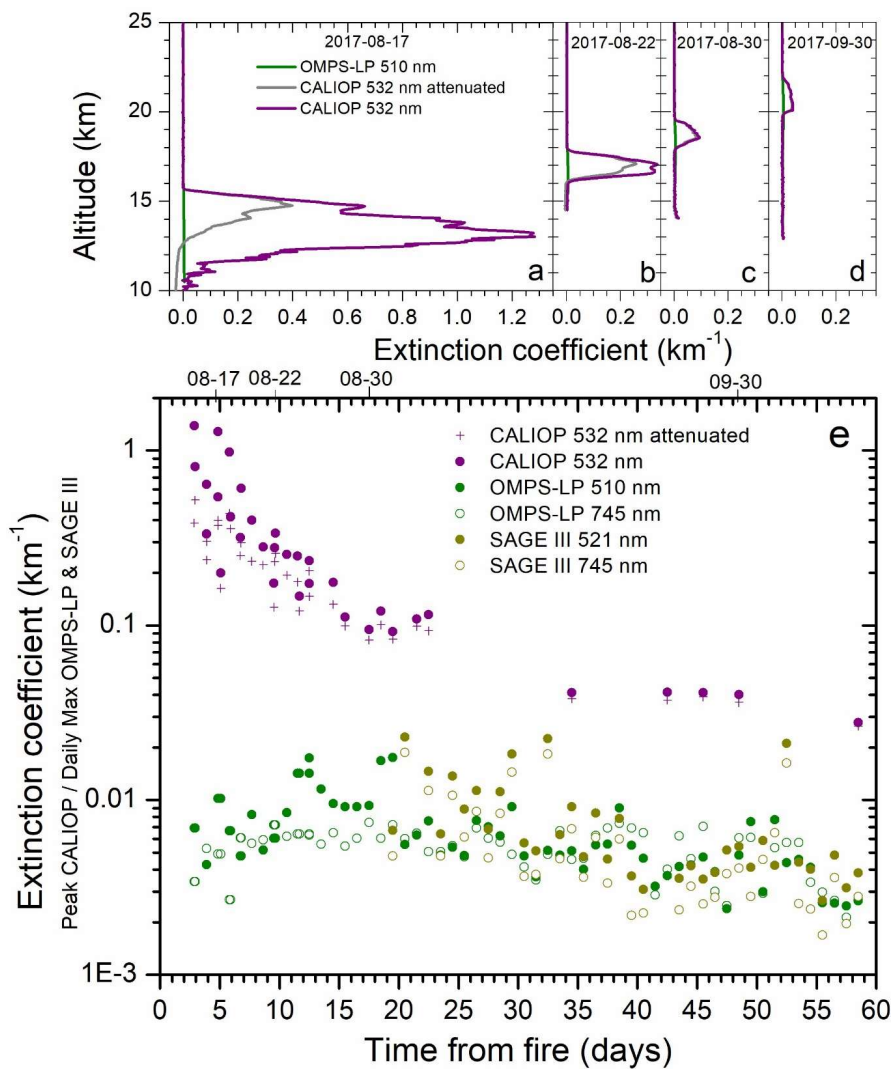 25
20
15
10
Altitude (km)
2017-08-17
OMPS-LP 510 nm
CALIOP 532 nm attenuated
CALIOP 532 nm
a
2017-08-22
b
2017-08-30
c
2017-09-30
d
0.0 0.2 0.4 0.6 0.8 1.0 1.2 0.0 0.2 0.0 0.2 0.0 0.2
Extinction coefficient (km-1)
08-17 08-22 08-30 09-30
e
CALIOP 532 nm attenuated
CALIOP 532 nm
OMPS-LP 510 nm
OMPS-LP 745 nm
SAGE III 521 nm
SAGE III 745 nm
1
0.1
0.01
1E-3
Extinction coefficient (km-1)
Peak CALIOP / Daily Max OMPS-LP & SAGE III
0 5 10 15 20 25 30 35 40 45 50 55 60
Time from fire (days)